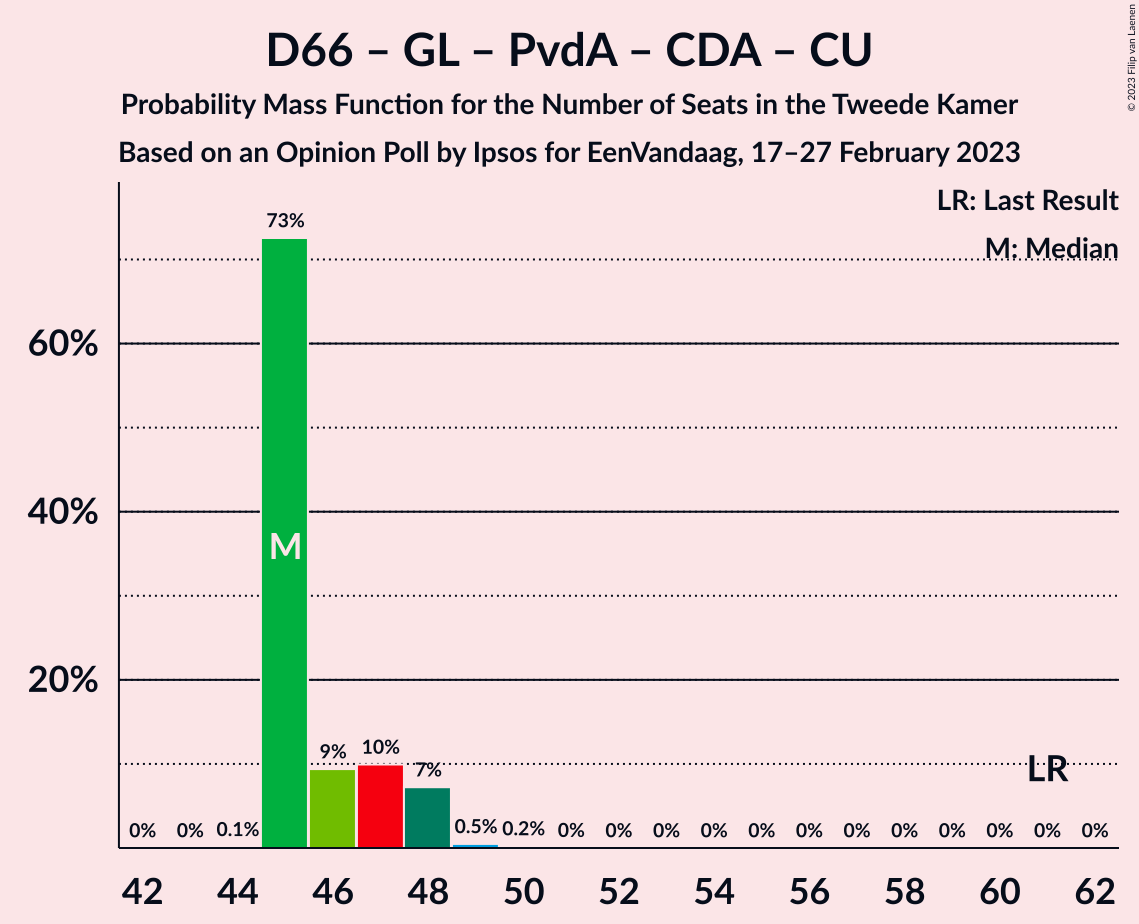 D66 – GL – PvdA – CDA – CU
Probability Mass Function for the Number of Seats in the Tweede Kamer
Based on an Opinion Poll by Ipsos for EenVandaag, 17–27 February 2023
© 2023 Filip van Laenen
LR: Last Result
M: Median
60%
40%
20%
0% 0% 0.1% 73% 9% 10% 7% 0.5% 0.2% 0% 0% 0% 0% 0% 0% 0% 0% 0% 0% 0% 0%
M
LR
42 44 46 48 50 52 54 56 58 60 62